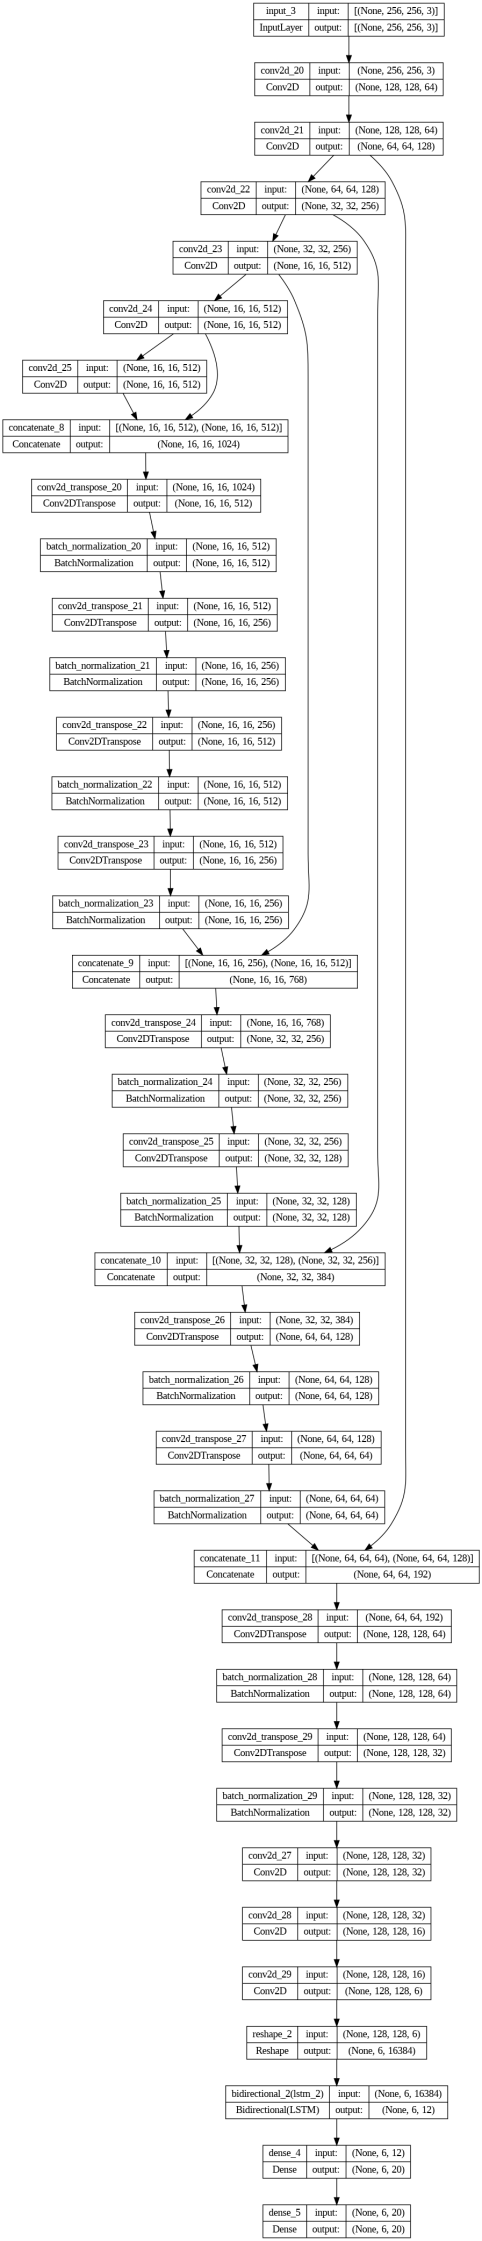 input_3 input: [(None, 256, 256, 3)]
InputLayer output: [(None, 256, 256, 3)]
conv2d_20 input: (None, 256, 256, 3)
Conv2D output: (None, 128, 128, 64)
conv2d_21 input: (None, 128, 128, 64)
Conv2D output: (None, 64, 64, 128)
conv2d_22 input: (None, 64, 64, 128)
Conv2D output: (None, 32, 32, 256)
conv2d_23 input: (None, 32, 32, 256)
Conv2D output: (None, 16, 16, 512)
conv2d_24 input: (None, 16, 16, 512)
Conv2D output: (None, 16, 16, 512)
conv2d_25 input: (None, 16, 16, 512)
Conv2D output: (None, 16, 16, 512)
concatenate_8 input: [(None, 16, 16, 512), (None, 16, 16, 512)]
Concatenate output: (None, 16, 16, 1024)
conv2d_transpose_20 input: (None, 16, 16, 1024)
Conv2DTranspose output: (None, 16, 16, 512)
batch_normalization_20 input: (None, 16, 16, 512)
BatchNormalization output: (None, 16, 16, 512)
conv2d_transpose_21 input: (None, 16, 16, 512)
Conv2DTranspose output: (None, 16, 16, 256)
batch_normalization_21 input: (None, 16, 16, 256)
BatchNormalization output: (None, 16, 16, 256)
conv2d_transpose_22 input: (None, 16, 16, 256)
Conv2DTranspose output: (None, 16, 16, 512)
batch_normalization_22 input: (None, 16, 16, 512)
BatchNormalization output: (None, 16, 16, 512)
conv2d_transpose_23 input: (None, 16, 16, 512)
Conv2DTranspose output: (None, 16, 16, 256)
batch_normalization_23 input: (None, 16, 16, 256)
BatchNormalization output: (None, 16, 16, 256)
concatenate_9 input: [(None, 16, 16, 256), (None, 16, 16, 512)]
Concatenate output: (None, 16, 16, 768)
conv2d_transpose_24 input: (None, 16, 16, 768)
Conv2DTranspose output: (None, 32, 32, 256)
batch_normalization_24 input: (None, 32, 32, 256)
BatchNormalization output: (None, 32, 32, 256)
conv2d_transpose_25 input: (None, 32, 32, 256)
Conv2DTranspose output: (None, 32, 32, 128)
batch_normalization_25 input: (None, 32, 32, 128)
BatchNormalization output: (None, 32, 32, 128)
concatenate_10 input: [(None, 32, 32, 128), (None, 32, 32, 256)]
Concatenate output: (None, 32, 32, 384)
conv2d_transpose_26 input: (None, 32, 32, 384)
Conv2DTranspose output: (None, 64, 64, 128)
batch_normalization_26 input: (None, 64, 64, 128)
BatchNormalization output: (None, 64, 64, 128)
conv2d_transpose_27 input: (None, 64, 64, 128)
Conv2DTranspose output: (None, 64, 64, 64)
batch_normalization_27 input: (None, 64, 64, 64)
BatchNormalization output: (None, 64, 64, 64)
concatenate_11 input: [(None, 64, 64, 64), (None, 64, 64, 128)]
Concatenate output: (None, 64, 64, 192)
conv2d_transpose_28 input: (None, 64, 64, 192)
Conv2DTranspose output: (None, 128, 128, 64)
batch_normalization_28 input: (None, 128, 128, 64)
BatchNormalization output: (None, 128, 128, 64)
conv2d_transpose_29 input: (None, 128, 128, 64)
Conv2DTranspose output: (None, 128, 128, 32)
batch_normalization_29 input: (None, 128, 128, 32)
BatchNormalization output: (None, 128, 128, 32)
conv2d_27 input: (None, 128, 128, 32)
Conv2D output: (None, 128, 128, 32)
conv2d_28 input: (None, 128, 128, 32)
Conv2D output: (None, 128, 128, 16)
conv2d_29 input: (None, 128, 128, 16)
Conv2D output: (None, 128, 128, 6)
reshape_2 input: (None, 128, 128, 6)
Reshape output: (None, 6, 16384)
bidirectional_2(lstm_2) input: (None, 6, 16384)
Bidirectional(LSTM) output: (None, 6, 12)
dense_4 input: (None, 6, 12)
Dense output: (None, 6, 20)
dense_5 input: (None, 6, 20)
Dense output: (None, 6, 20)